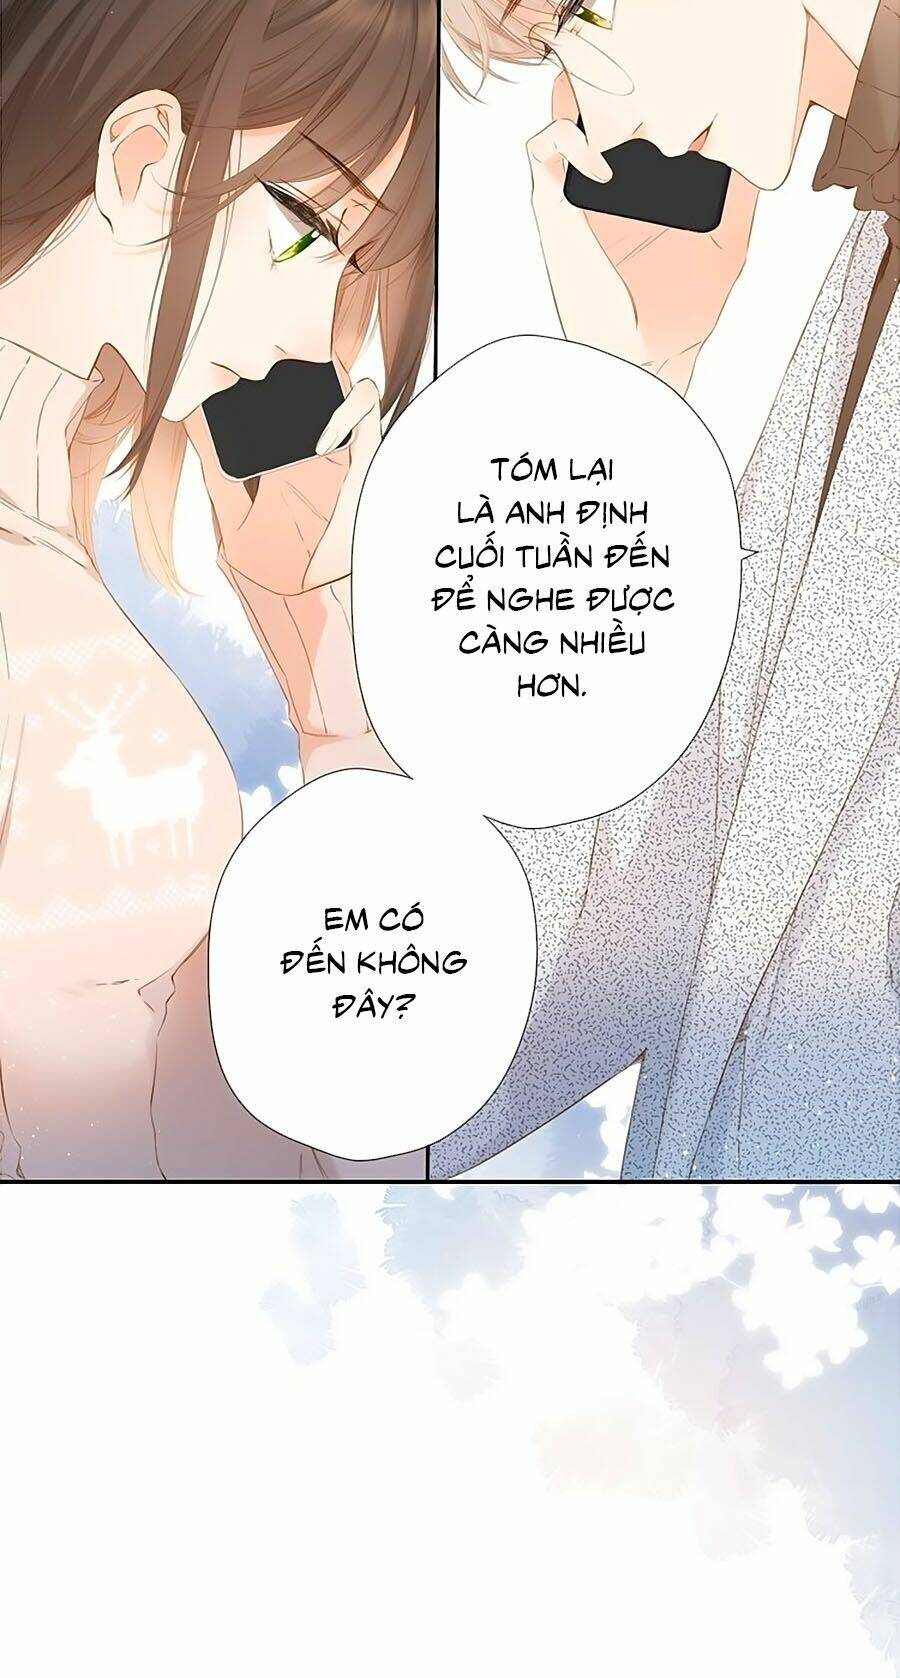 TÓM LẠI
LÀ ANH ĐỊNH
CUỐI TUẦN ĐẾN
ĐỂ NGHE ĐƯỢC
CÀNG NHIỀU
HƠN.
EM CÓ
ĐẾN KHÔNG
ĐÂY?